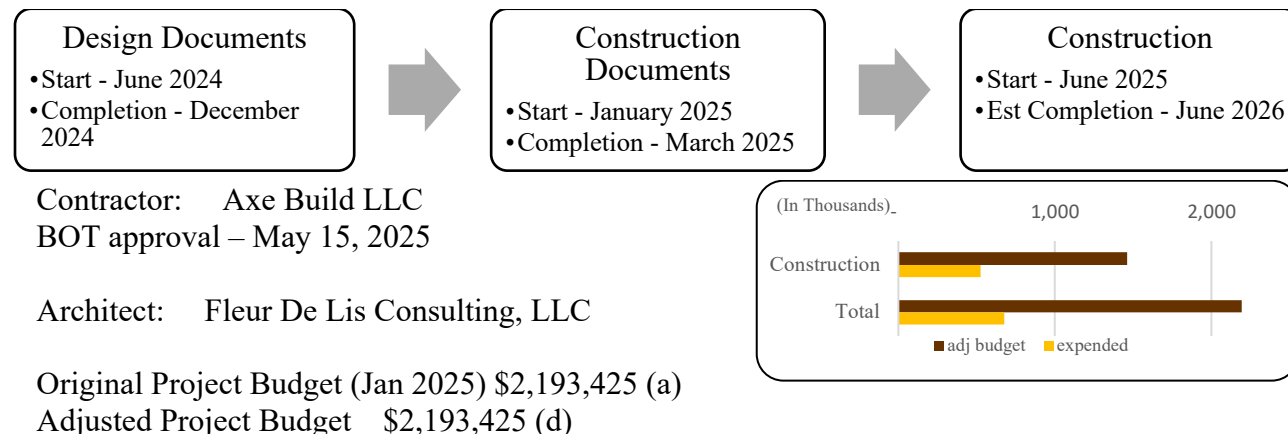 Design Documents
•Start - June 2024
•Completion - December
2024
Construction
Documents
•Start - January 2025
•Completion - March 2025
Construction
•Start - June 2025
•Est Completion - June 2026
Contractor: Axe Build LLC
BOT approval – May 15, 2025
Architect: Fleur De Lis Consulting, LLC
Original Project Budget (Jan 2025) $2,193,425 (a)
Adjusted Project Budget $2,193,425 (d)
(In Thousands) - 1,000 2,000
Construction
Total
adj budget expended